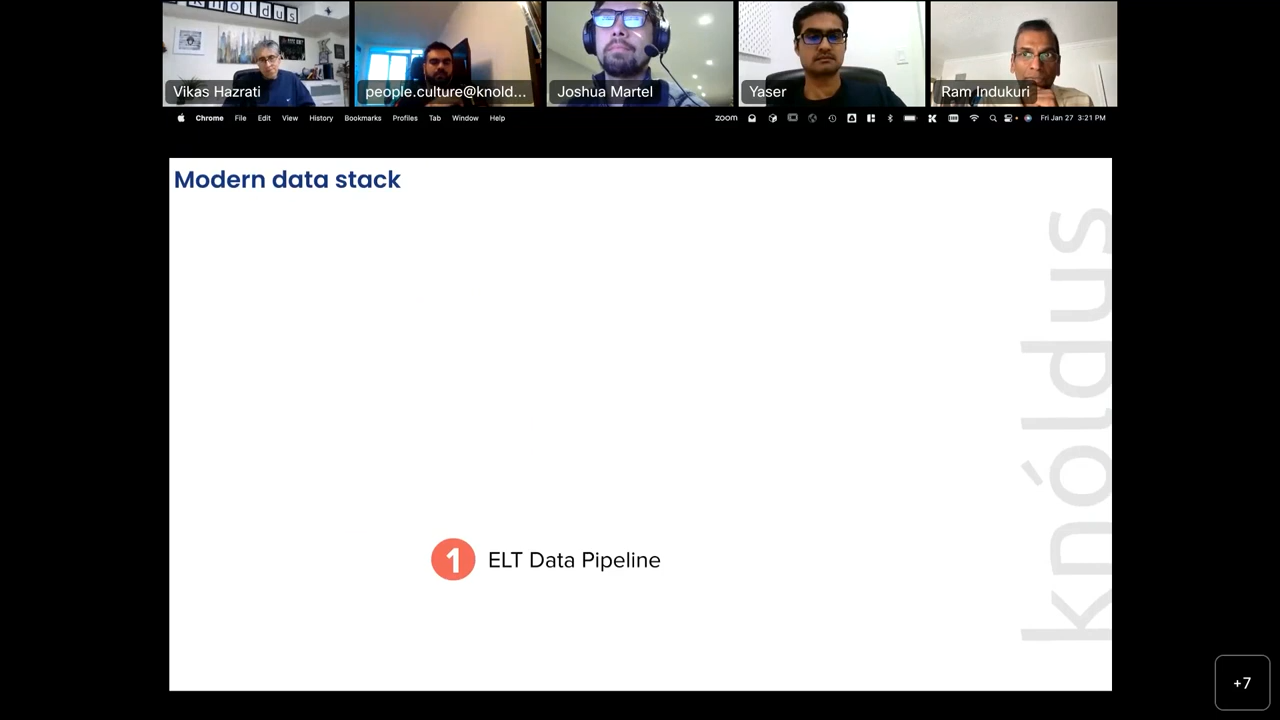 knoldus
Vikas Hazrati
people.culture@knold...
Joshua Martel
Yaser
Ram Indukuri
Chrome File Edit View History Bookmarks Profiles Tab Window Help
zoom
Fri Jan 27 3:21 PM
Modern data stack
1 ELT Data Pipeline
knóldus
+7